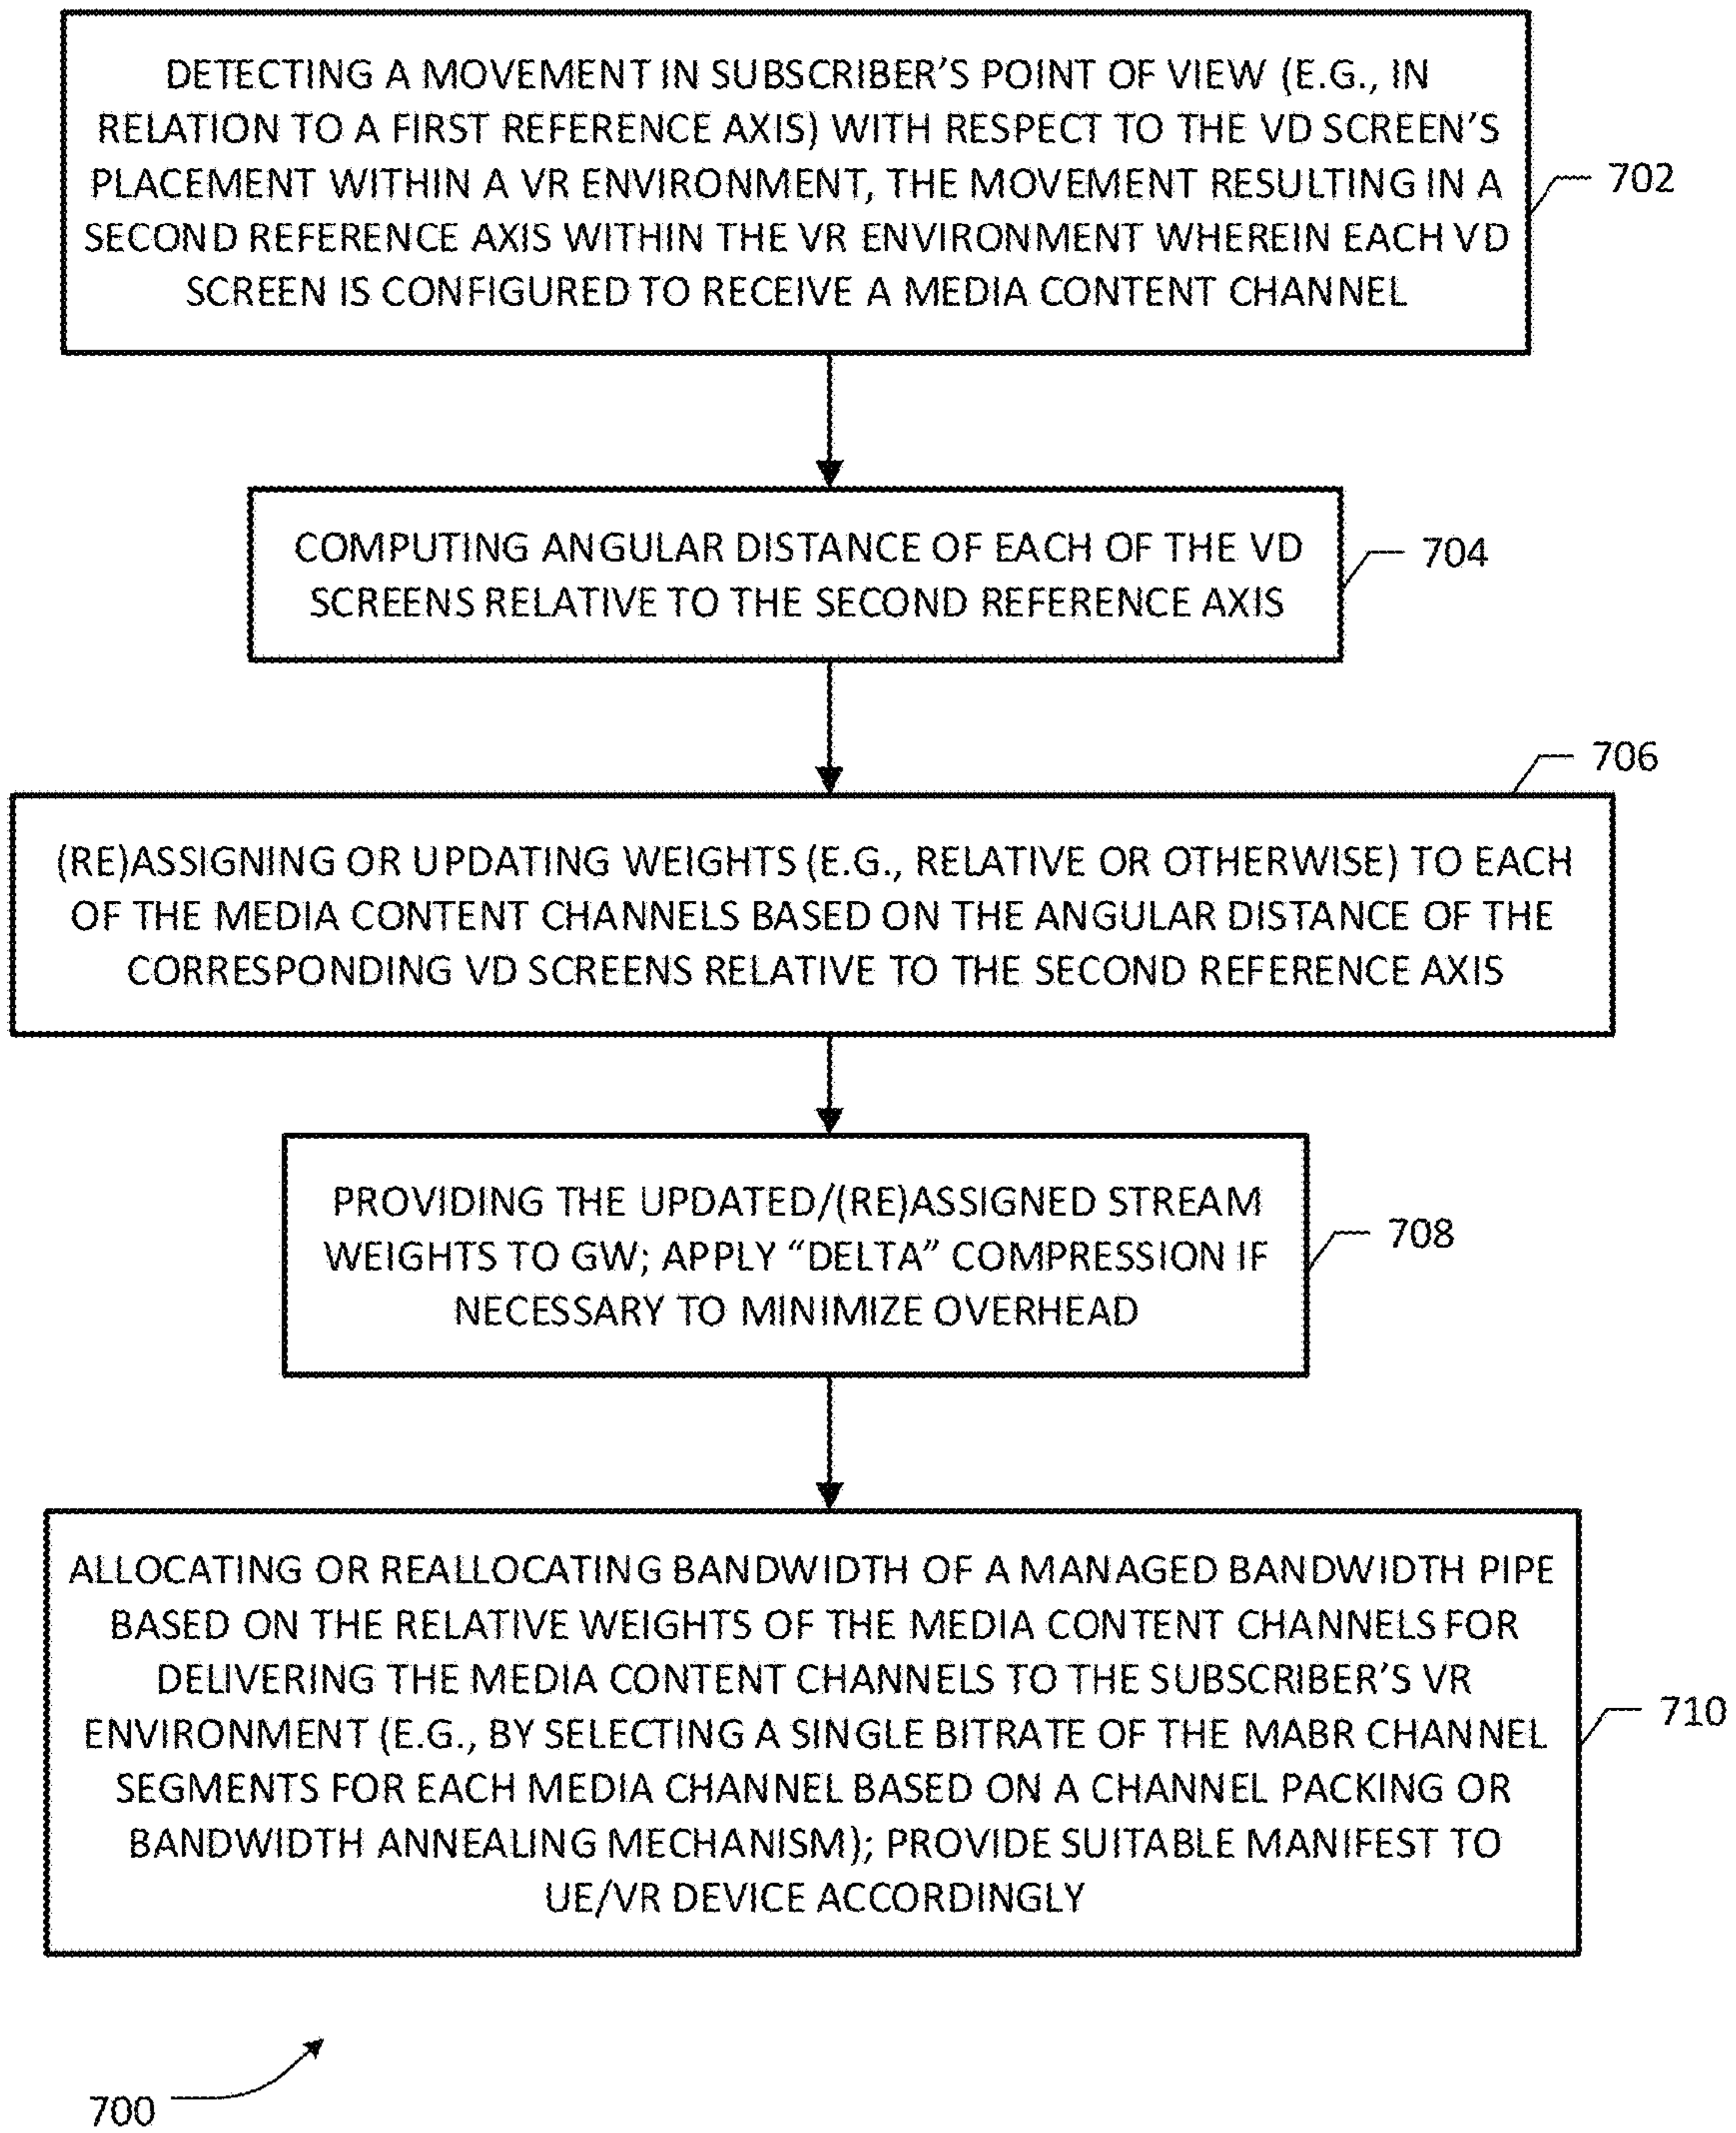 DETECTING A MOVEMENT IN SUBSCRIBER'S POINT OF VIEW (E.G., IN
RELATION TO A FIRST REFERENCE AXIS) WITH RESPECT TO THE VD SCREEN'S
PLACEMENT WITHIN A VR ENVIRONMENT, THE MOVEMENT RESULTING IN A
SECOND REFERENCE AXIS WITHIN THE VR ENVIRONMENT WHEREIN EACH VD
SCREEN IS CONFIGURED TO RECEIVE A MEDIA CONTENT CHANNEL
702
COMPUTING ANGULAR DISTANCE OF EACH OF THE VD
SCREENS RELATIVE TO THE SECOND REFERENCE AXIS
704
706
(RE)ASSIGNING OR UPDATING WEIGHTS (E.G., RELATIVE OR OTHERWISE) TO EACH
OF THE MEDIA CONTENT CHANNELS BASED ON THE ANGULAR DISTANCE OF THE
CORRESPONDING VD SCREENS RELATIVE TO THE SECOND REFERENCE AXIS
PROVIDING THE UPDATED/(RE)ASSIGNED STREAM
WEIGHTS TO GW; APPLY “DELTA” COMPRESSION IF
NECESSARY TO MINIMIZE OVERHEAD
708
ALLOCATING OR REALLOCATING BANDWIDTH OF A MANAGED BANDWIDTH PIPE
BASED ON THE RELATIVE WEIGHTS OF THE MEDIA CONTENT CHANNELS FOR
DELIVERING THE MEDIA CONTENT CHANNELS TO THE SUBSCRIBER'S VR
ENVIRONMENT (E.G., BY SELECTING A SINGLE BITRATE OF THE MABR CHANNEL
SEGMENTS FOR EACH MEDIA CHANNEL BASED ON A CHANNEL PACKING OR
BANDWIDTH ANNEALING MECHANISM); PROVIDE SUITABLE MANIFEST TO
UE/VR DEVICE ACCORDINGLY
710
700